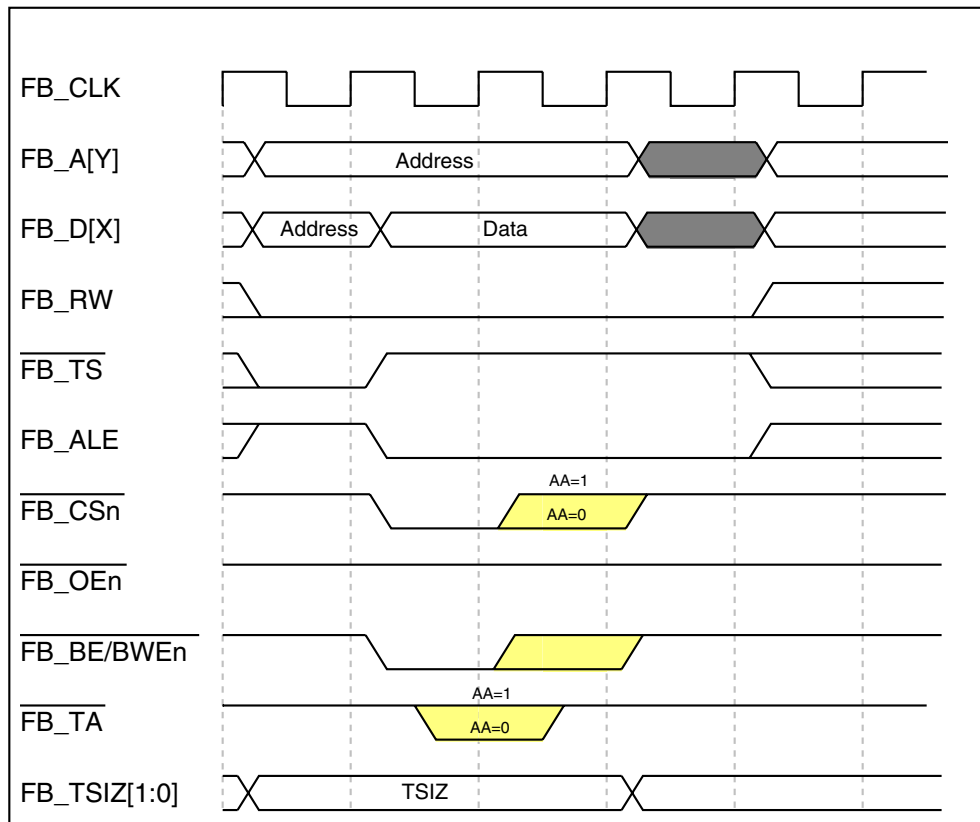 FB_CLK
FB_A[Y]
Address
FB_D[X]
Address
Data
FB_RW
FB_TS
FB_ALE
FB_CSn
AA=1
AA=0
FB_OEn
FB_BE/BWEn
FB_TA
AA=1
AA=0
FB_TSIZ[1:0]
TSIZ